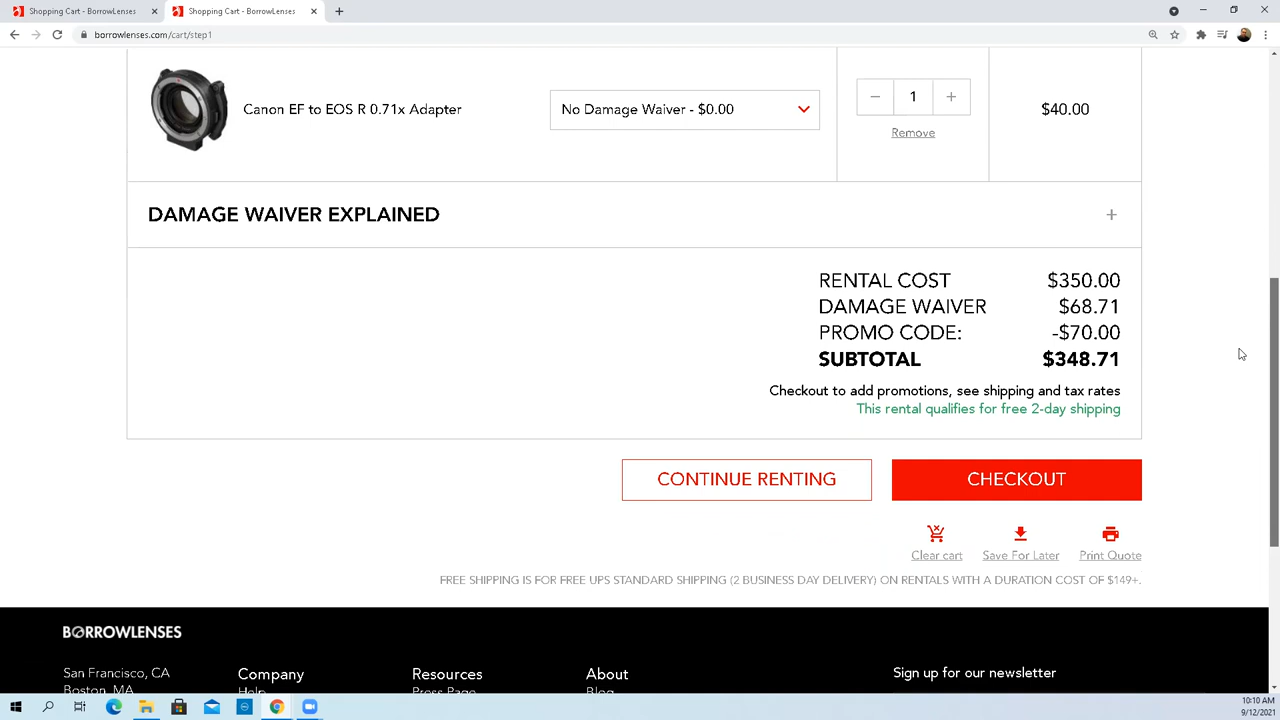 Shopping Cart - BorrowLenses
Shopping Cart - BorrowLenses
borrowlenses.com/cart/step1
Canon EF to EOS R 0.71x Adapter
No Damage Waiver - $0.00
1
Remove
$40.00
DAMAGE WAIVER EXPLAINED
RENTAL COST $350.00
DAMAGE WAIVER $68.71
PROMO CODE: -$70.00
SUBTOTAL $348.71
Checkout to add promotions, see shipping and tax rates
This rental qualifies for free 2-day shipping
CONTINUE RENTING
CHECKOUT
Clear cart
Save For Later
Print Quote
FREE SHIPPING IS FOR FREE UPS STANDARD SHIPPING (2 BUSINESS DAY DELIVERY) ON RENTALS WITH A DURATION COST OF $149+.
BORROWLENSES
San Francisco, CA
Boston, MA
Company
Help
Resources
Press Page
About
Blog
Sign up for our newsletter
10:10 AM
9/12/2021